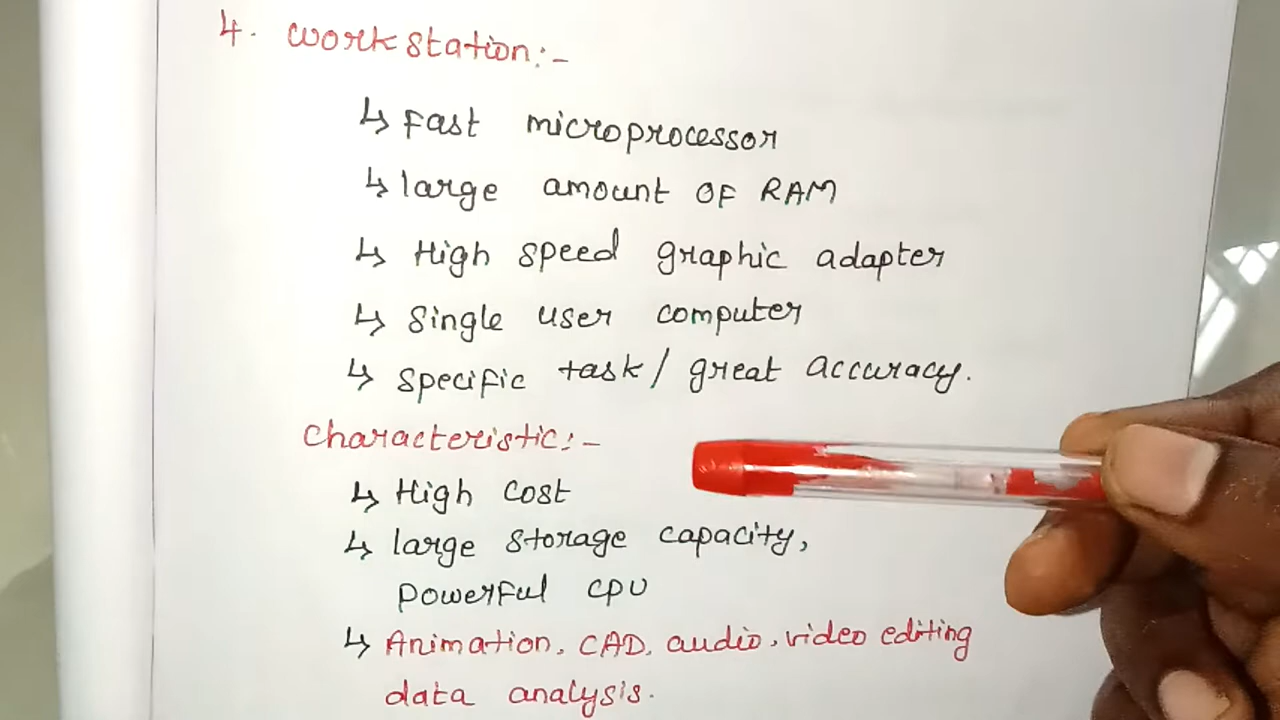 4. Workstation:-
↳ Fast microprocessor
↳ large amount OF RAM
↳ High speed graphic adapter
↳ Single user computer
↳ specific task/ great accuracy.
Characteristic:-
↳ High cost
↳ large storage capacity,
powerful CPU
↳ Animation, CAD, audio, video editing
data analysis.